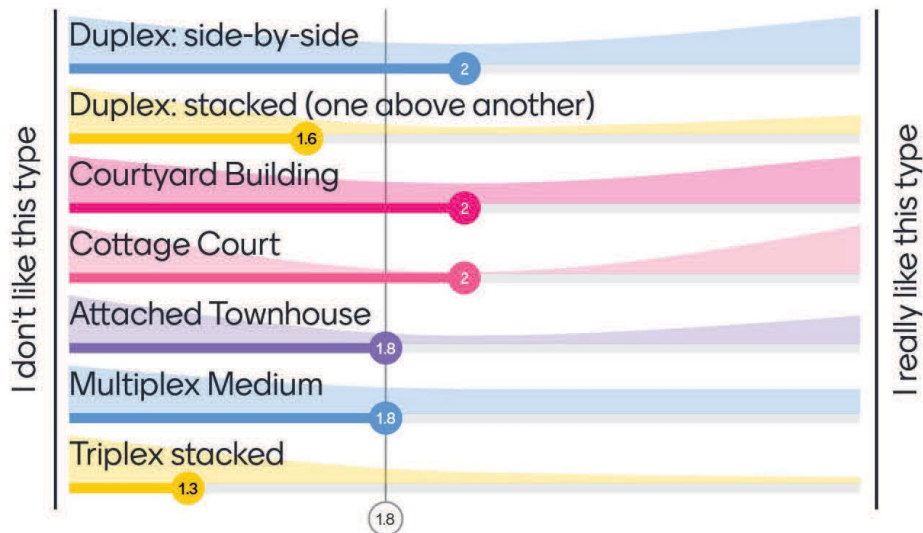 I don't like this type
Duplex: side-by-side
2
Duplex: stacked (one above another)
1.6
Courtyard Building
2
Cottage Court
2
Attached Townhouse
1.8
Multiplex Medium
1.8
Triplex stacked
1.3
1.8
I really like this type